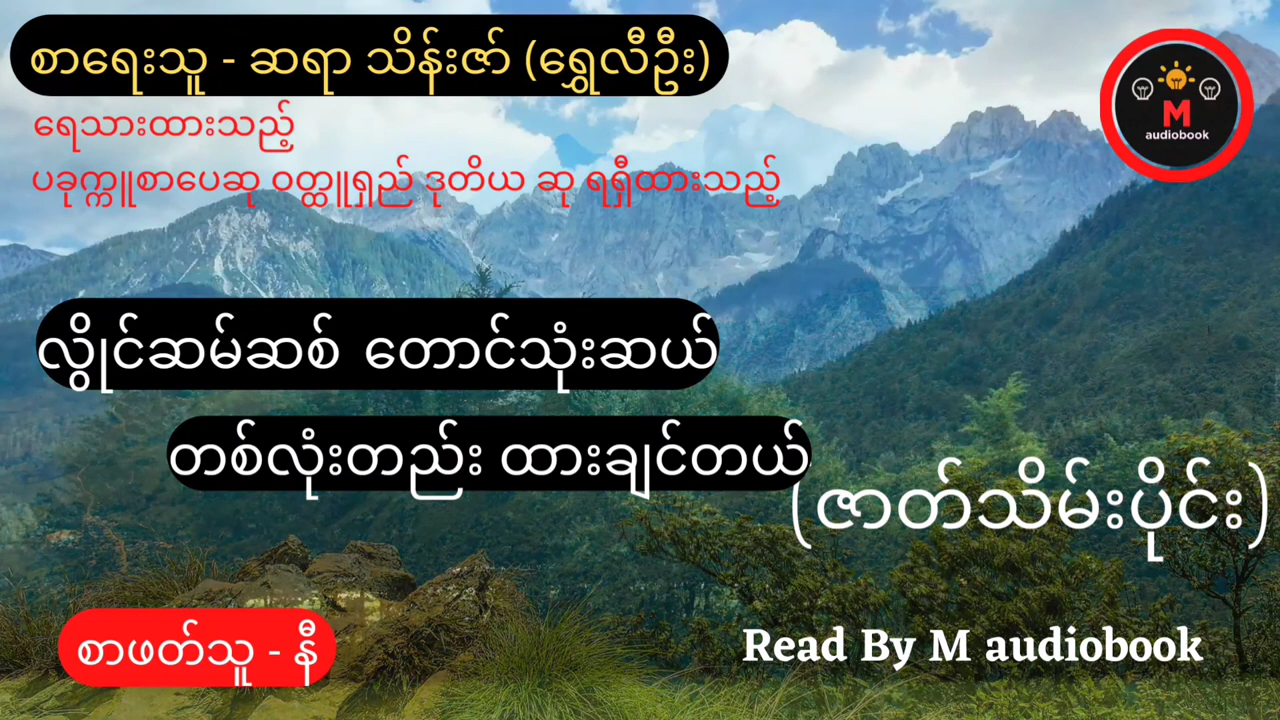 စာရေးသူ - ဆရာ သိန်းဇော် (ရွှေလီဦး)
ရေသားထားသည့်
ပခုက္ကူစာပေဆု ဝတ္ထူရှည် ဒုတိယ ဆု ရရှီထားသည့်
M
audiobook
လွိုင်ဆမ်ဆစ် တောင်သုံးဆယ်
တစ်လုံးတည်း ထားချင်တယ်
(ဇာတ်သိမ်းပိုင်း)
စာဖတ်သူ - နီ
Read By M audiobook